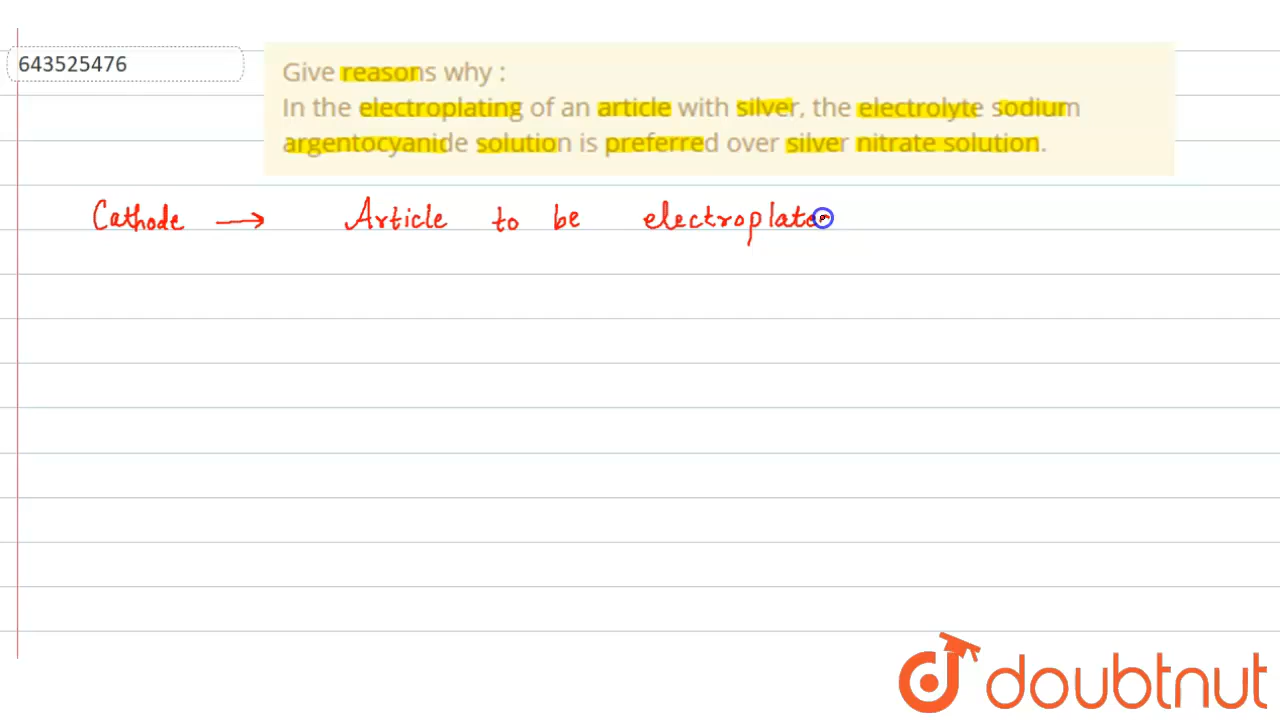 643525476
Give reasons why :
In the electroplating of an article with silver, the electrolyte sodium
argentocyanide solution is preferred over silver nitrate solution.
Cathode → Article to be electroplate
doubtnut